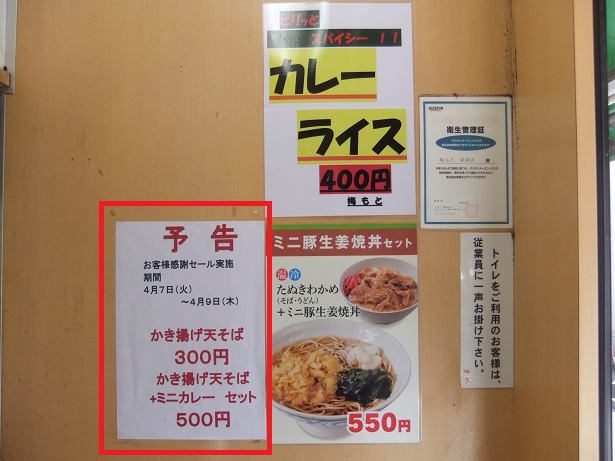 ピリッと
スパイシー！！
カレー
ライス
400円
梅もと
予告
お客様感謝セール実施
期間
4月7日(火)
～4月9日(木)
かき揚げ天そば
300円
かき揚げ天そば
+ミニカレー セット
500円
ミニ豚生姜焼丼セット
温 冷
たぬきわかめ
(そば・うどん)
+ミニ豚生姜焼丼
550円
衛生管理証
トイレをご利用のお客様は、
従業員に一声お掛け下さい。